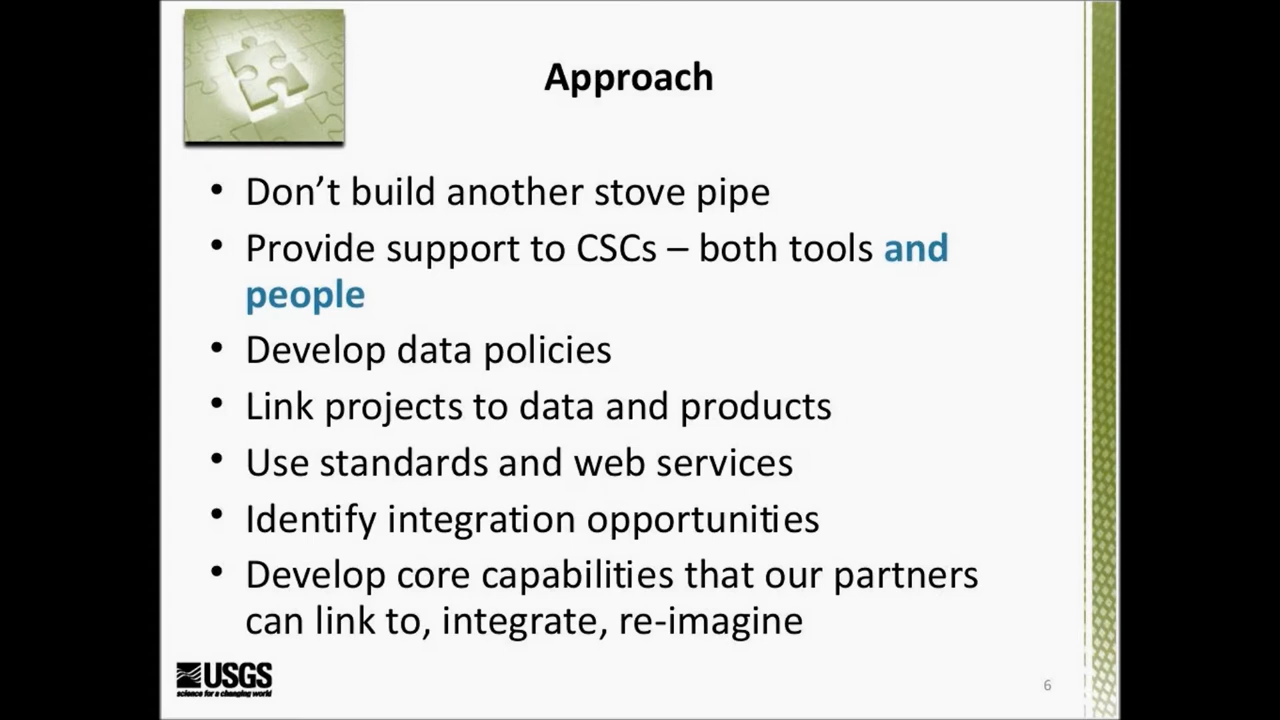 Approach
• Don’t build another stove pipe
• Provide support to CSCs – both tools and
people
• Develop data policies
• Link projects to data and products
• Use standards and web services
• Identify integration opportunities
• Develop core capabilities that our partners
can link to, integrate, re-imagine
USGS
science for a changing world
6